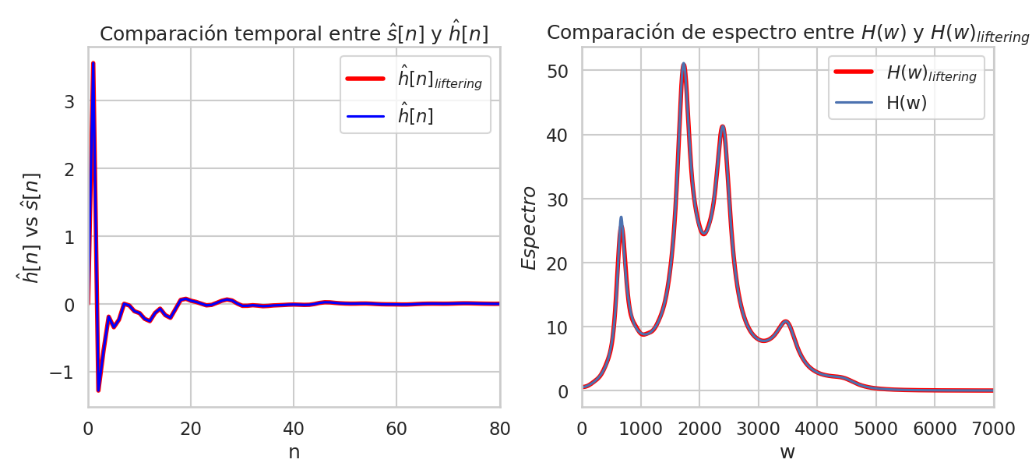 Comparación temporal entre ŝ[n] y ĥ[n]
ĥ[n] vs ŝ[n]
3
2
1
0
−1
0 20 40 60 80
n
ĥ[n]liftering
ĥ[n]
Comparación de espectro entre H(w) y H(w)liftering
Espectro
50
40
30
20
10
0
0 1000 2000 3000 4000 5000 6000 7000
w
H(w)liftering
H(w)